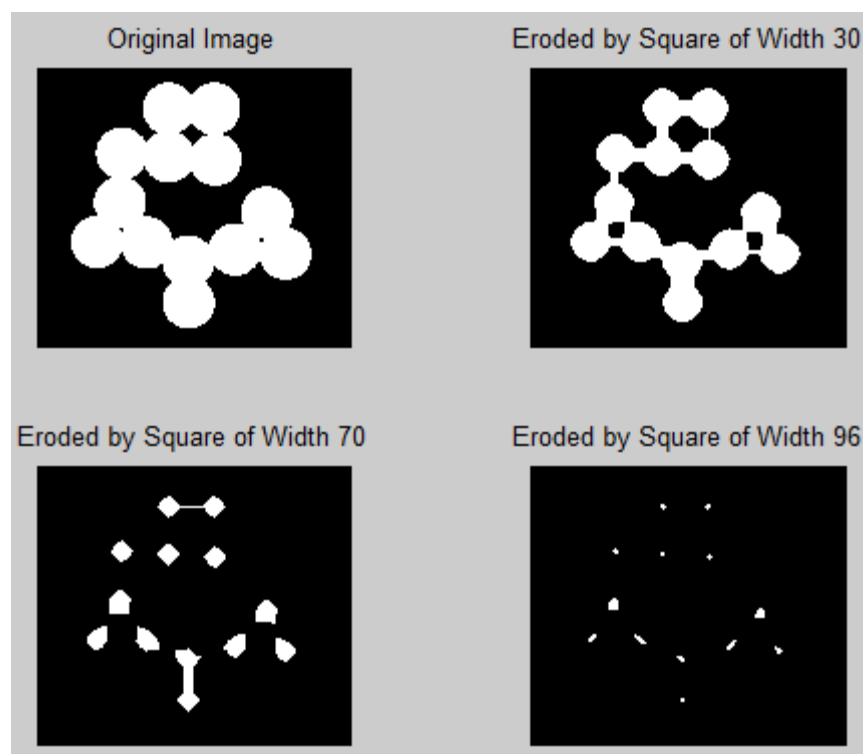 Original Image
Eroded by Square of Width 30
Eroded by Square of Width 70
Eroded by Square of Width 96